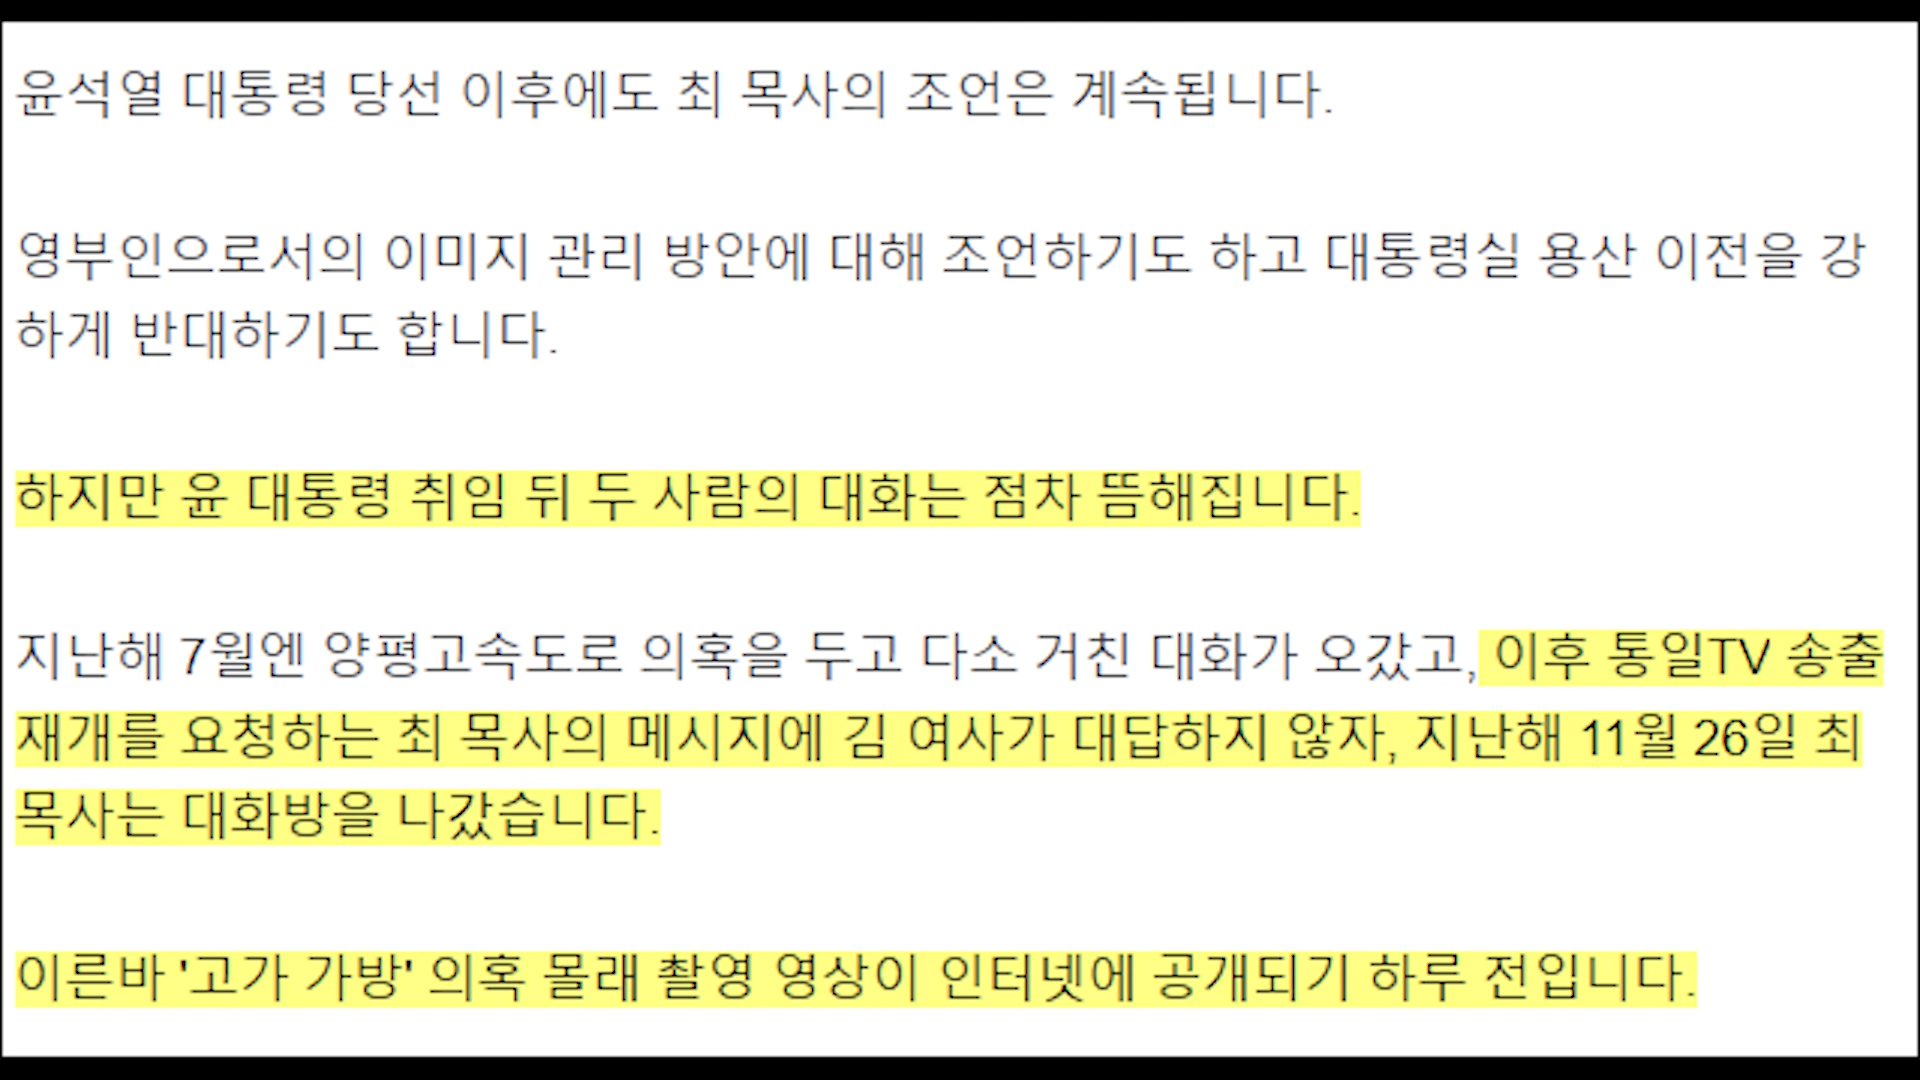 윤석열 대통령 당선 이후에도 최 목사의 조언은 계속됩니다.
영부인으로서의 이미지 관리 방안에 대해 조언하기도 하고 대통령실 용산 이전을 강
하게 반대하기도 합니다.
하지만 윤 대통령 취임 뒤 두 사람의 대화는 점차 뜸해집니다.
지난해 7월엔 양평고속도로 의혹을 두고 다소 거친 대화가 오갔고, 이후 통일TV 송출
재개를 요청하는 최 목사의 메시지에 김 여사가 대답하지 않자, 지난해 11월 26일 최
목사는 대화방을 나갔습니다.
이른바 '고가 가방' 의혹 몰래 촬영 영상이 인터넷에 공개되기 하루 전입니다.